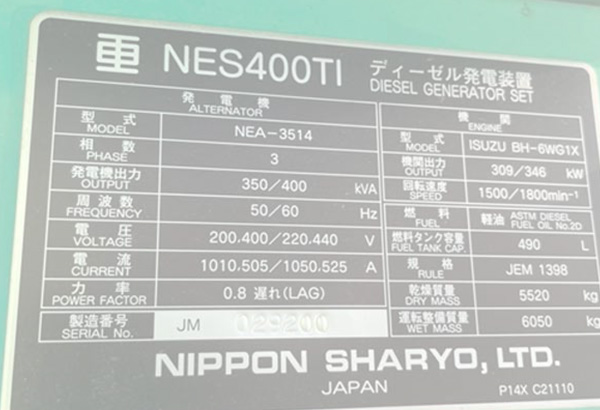 NES400TI ディーゼル発電装置
DIESEL GENERATOR SET
発電機
ALTERNATOR
型式 MODEL NEA-3514
相数 PHASE 3
発電機出力 OUTPUT 350/400 kVA
周波数 FREQUENCY 50/60 Hz
電圧 VOLTAGE 200,400/220,440 V
電流 CURRENT 1010,505/1050,525 A
力率 POWER FACTOR 0.8 遅れ(LAG)
製造番号 SERIAL No. JM 029200
機関
ENGINE
型式 MODEL ISUZU BH-6WG1X
機関出力 OUTPUT 309/346 kW
回転速度 SPEED 1500/1800min⁻¹
燃料 FUEL 軽油 ASTM DIESEL FUEL OIL No.2D
燃料タンク容量 FUEL TANK CAP. 490 L
規格 RULE JEM 1398
乾燥質量 DRY MASS 5520 kg
運転整備質量 WET MASS 6050 kg
NIPPON SHARYO, LTD.
JAPAN
P14X C21110